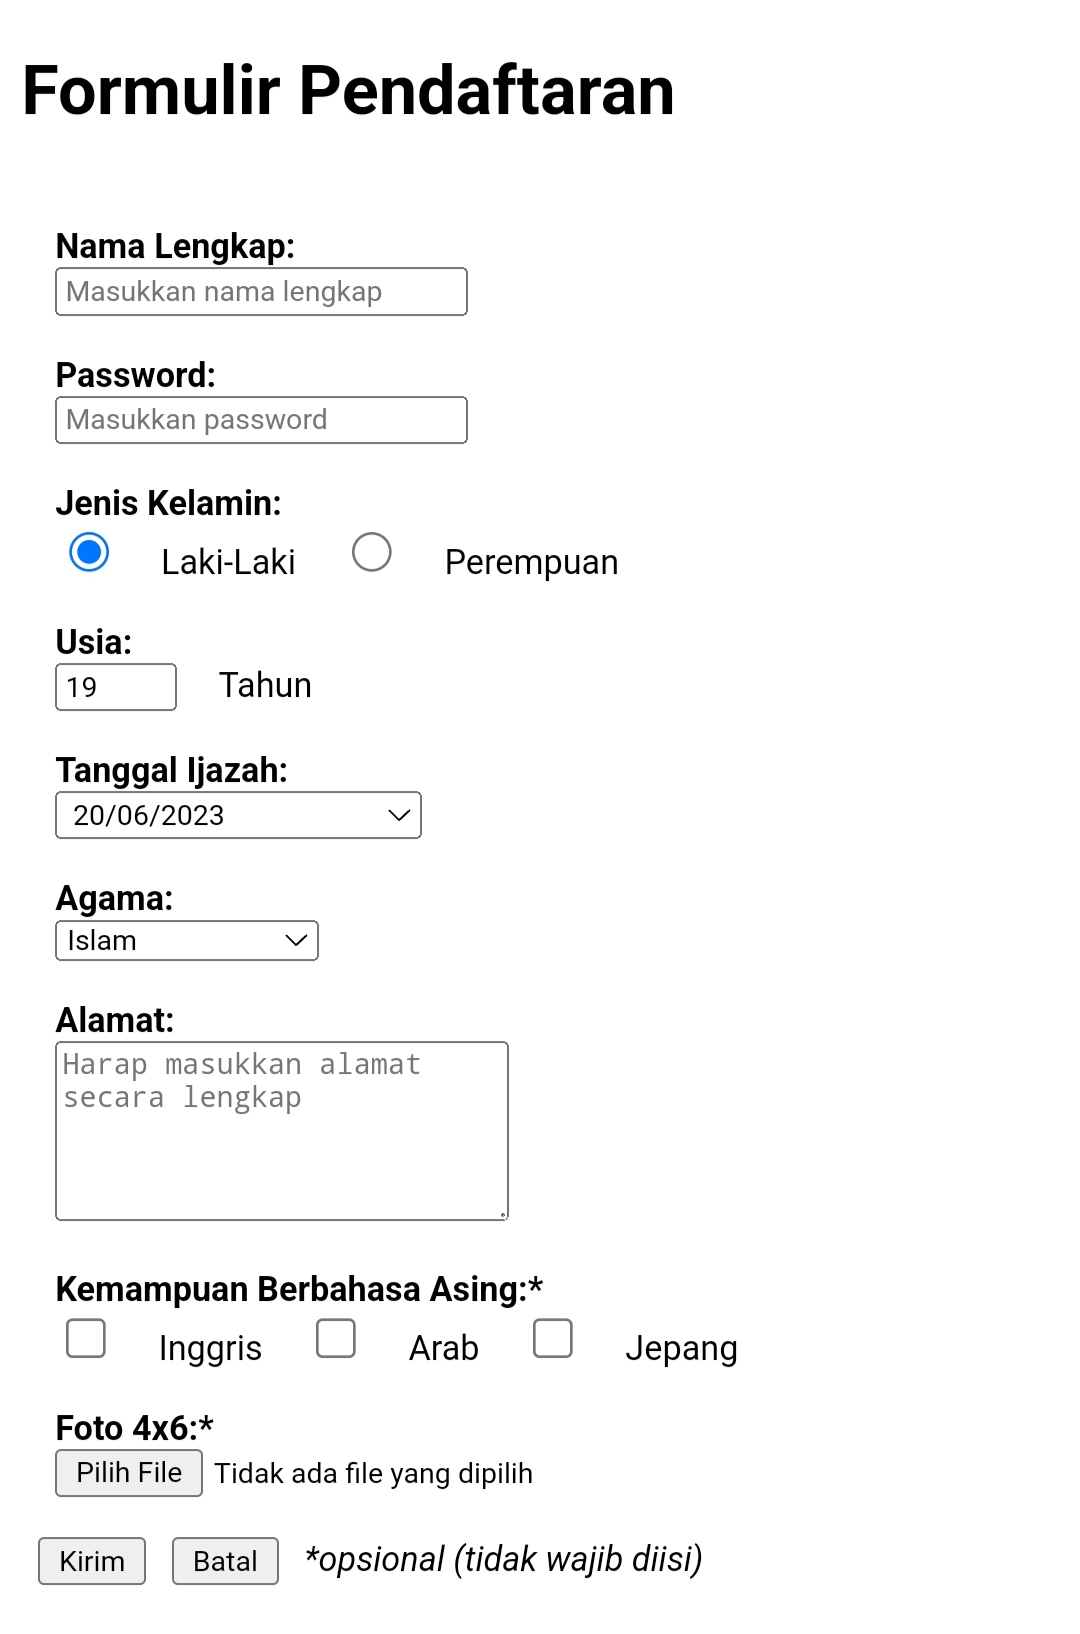 Formulir Pendaftaran
Nama Lengkap:
Masukkan nama lengkap
Password:
Masukkan password
Jenis Kelamin:
Laki-Laki Perempuan
Usia:
19 Tahun
Tanggal Ijazah:
20/06/2023
Agama:
Islam
Alamat:
Harap masukkan alamat
secara lengkap
Kemampuan Berbahasa Asing:*
Inggris Arab Jepang
Foto 4x6:*
Pilih File Tidak ada file yang dipilih
Kirim Batal *opsional (tidak wajib diisi)